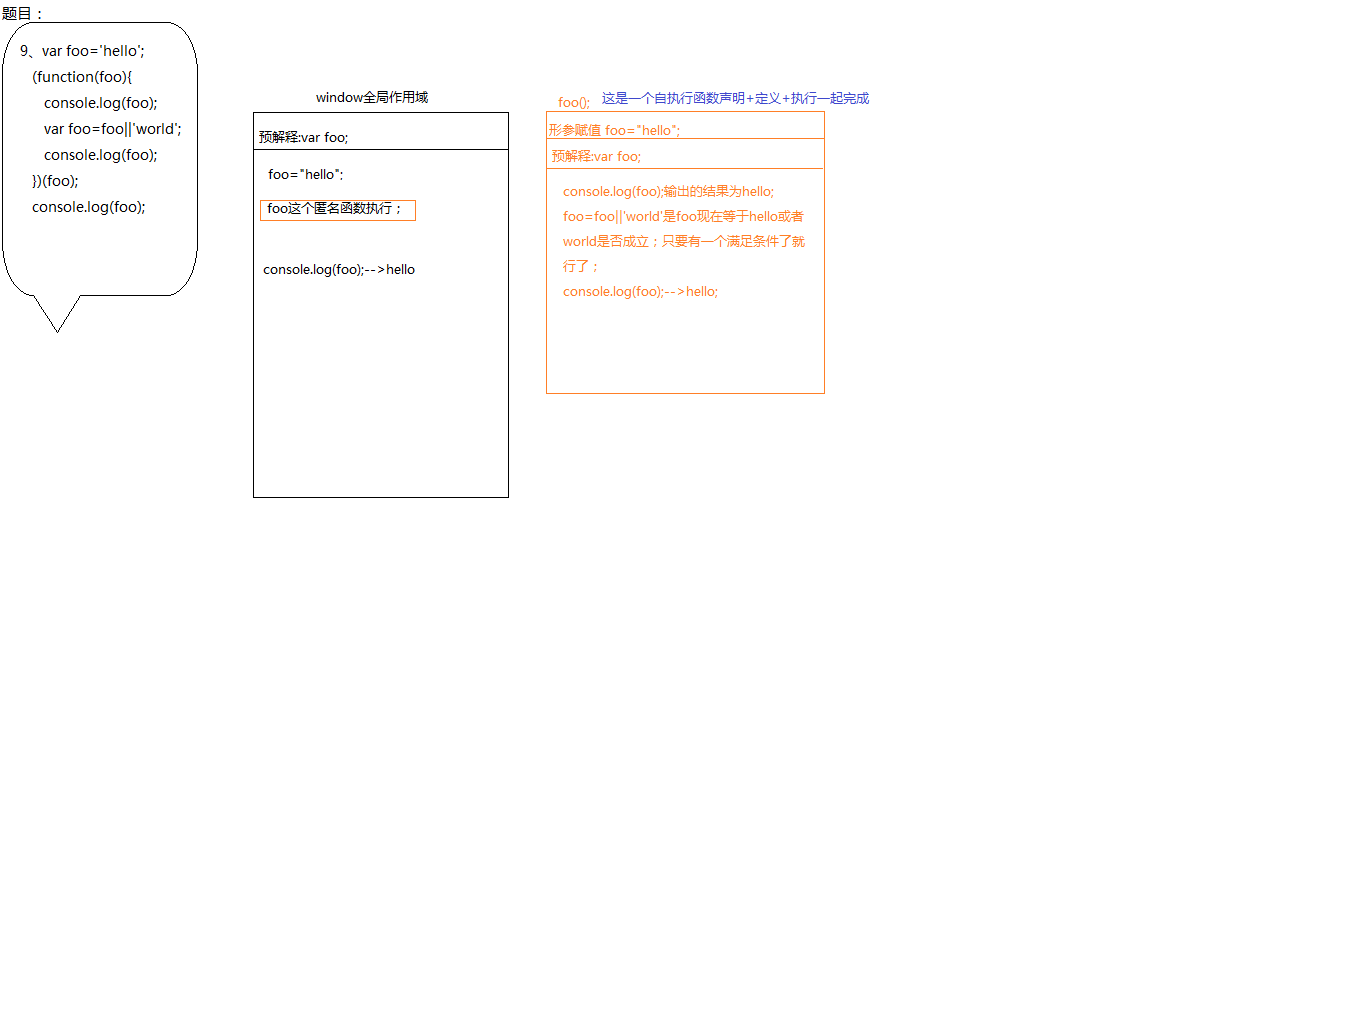 题目：
9、var foo='hello';
(function(foo){
console.log(foo);
var foo=foo||'world';
console.log(foo);
})(foo);
console.log(foo);
window全局作用域
预解释:var foo;
foo="hello";
foo这个匿名函数执行；
console.log(foo);-->hello
foo(); 这是一个自执行函数声明+定义+执行一起完成
形参赋值 foo="hello";
预解释:var foo;
console.log(foo);输出的结果为hello;
foo=foo||'world'是foo现在等于hello或者
world是否成立；只要有一个满足条件了就
行了；
console.log(foo);-->hello;